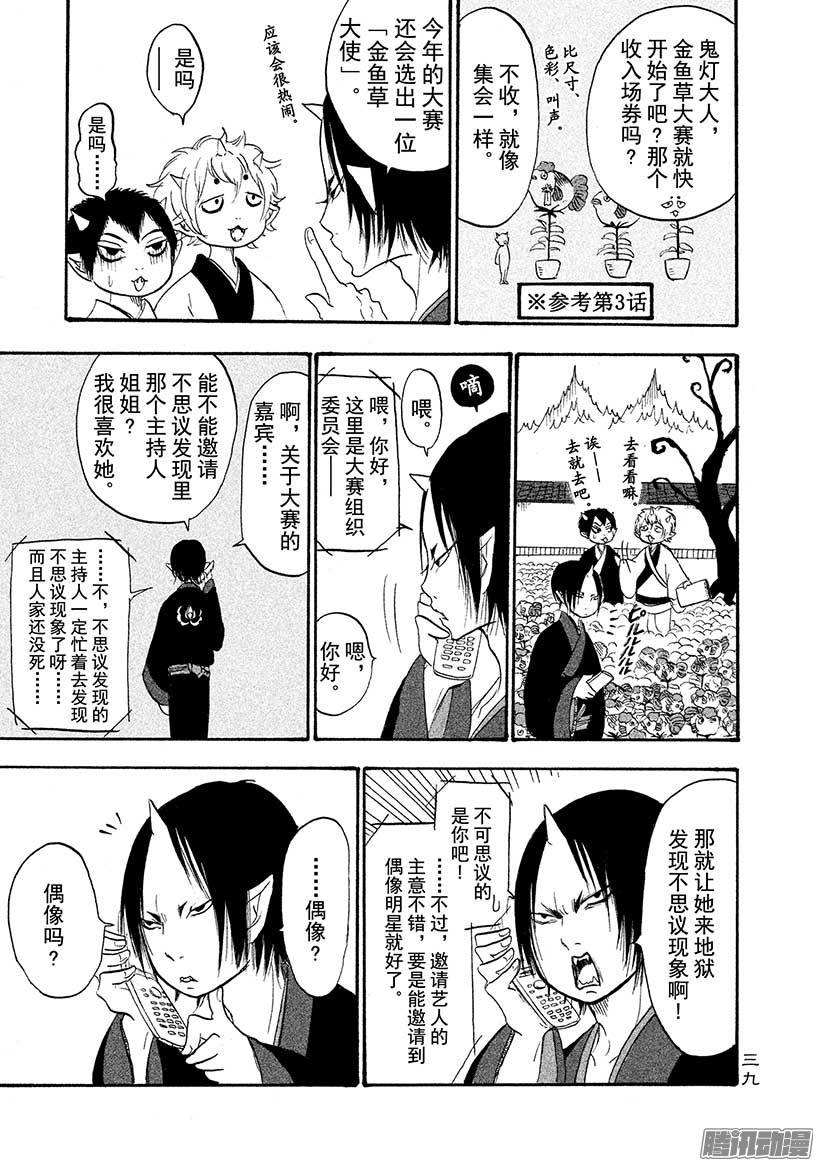 鬼灯大人，
金鱼草大赛就快
开始了吧？那个
收入场券吗？
比尺寸、
色彩、叫声。
不收，就像
集会一样。
※参考第3话
今年的大赛
还会选出一位
「金鱼草
大使」。
应该会很热闹。
是吗
——
是吗……
去看看嘛。
诶——
去就去吧。
嘀
喂。
喂，你好，
这里是大赛组织
委员会——
嗯，
你好。
啊，关于大赛的
嘉宾……
能不能邀请
不思议发现里
那个主持人
姐姐？
我很喜欢她。
……不，不思议发现的
主持人一定忙着去发现
不思议现象了呀……
而且人家还没死……
那就让她来地狱
发现不思议现象啊！
不可思议的
是你吧！
……不过，邀请艺人的
主意不错，要是能邀请到
偶像明星就好了。
……偶像？
偶像吗？
三九
腾讯动漫